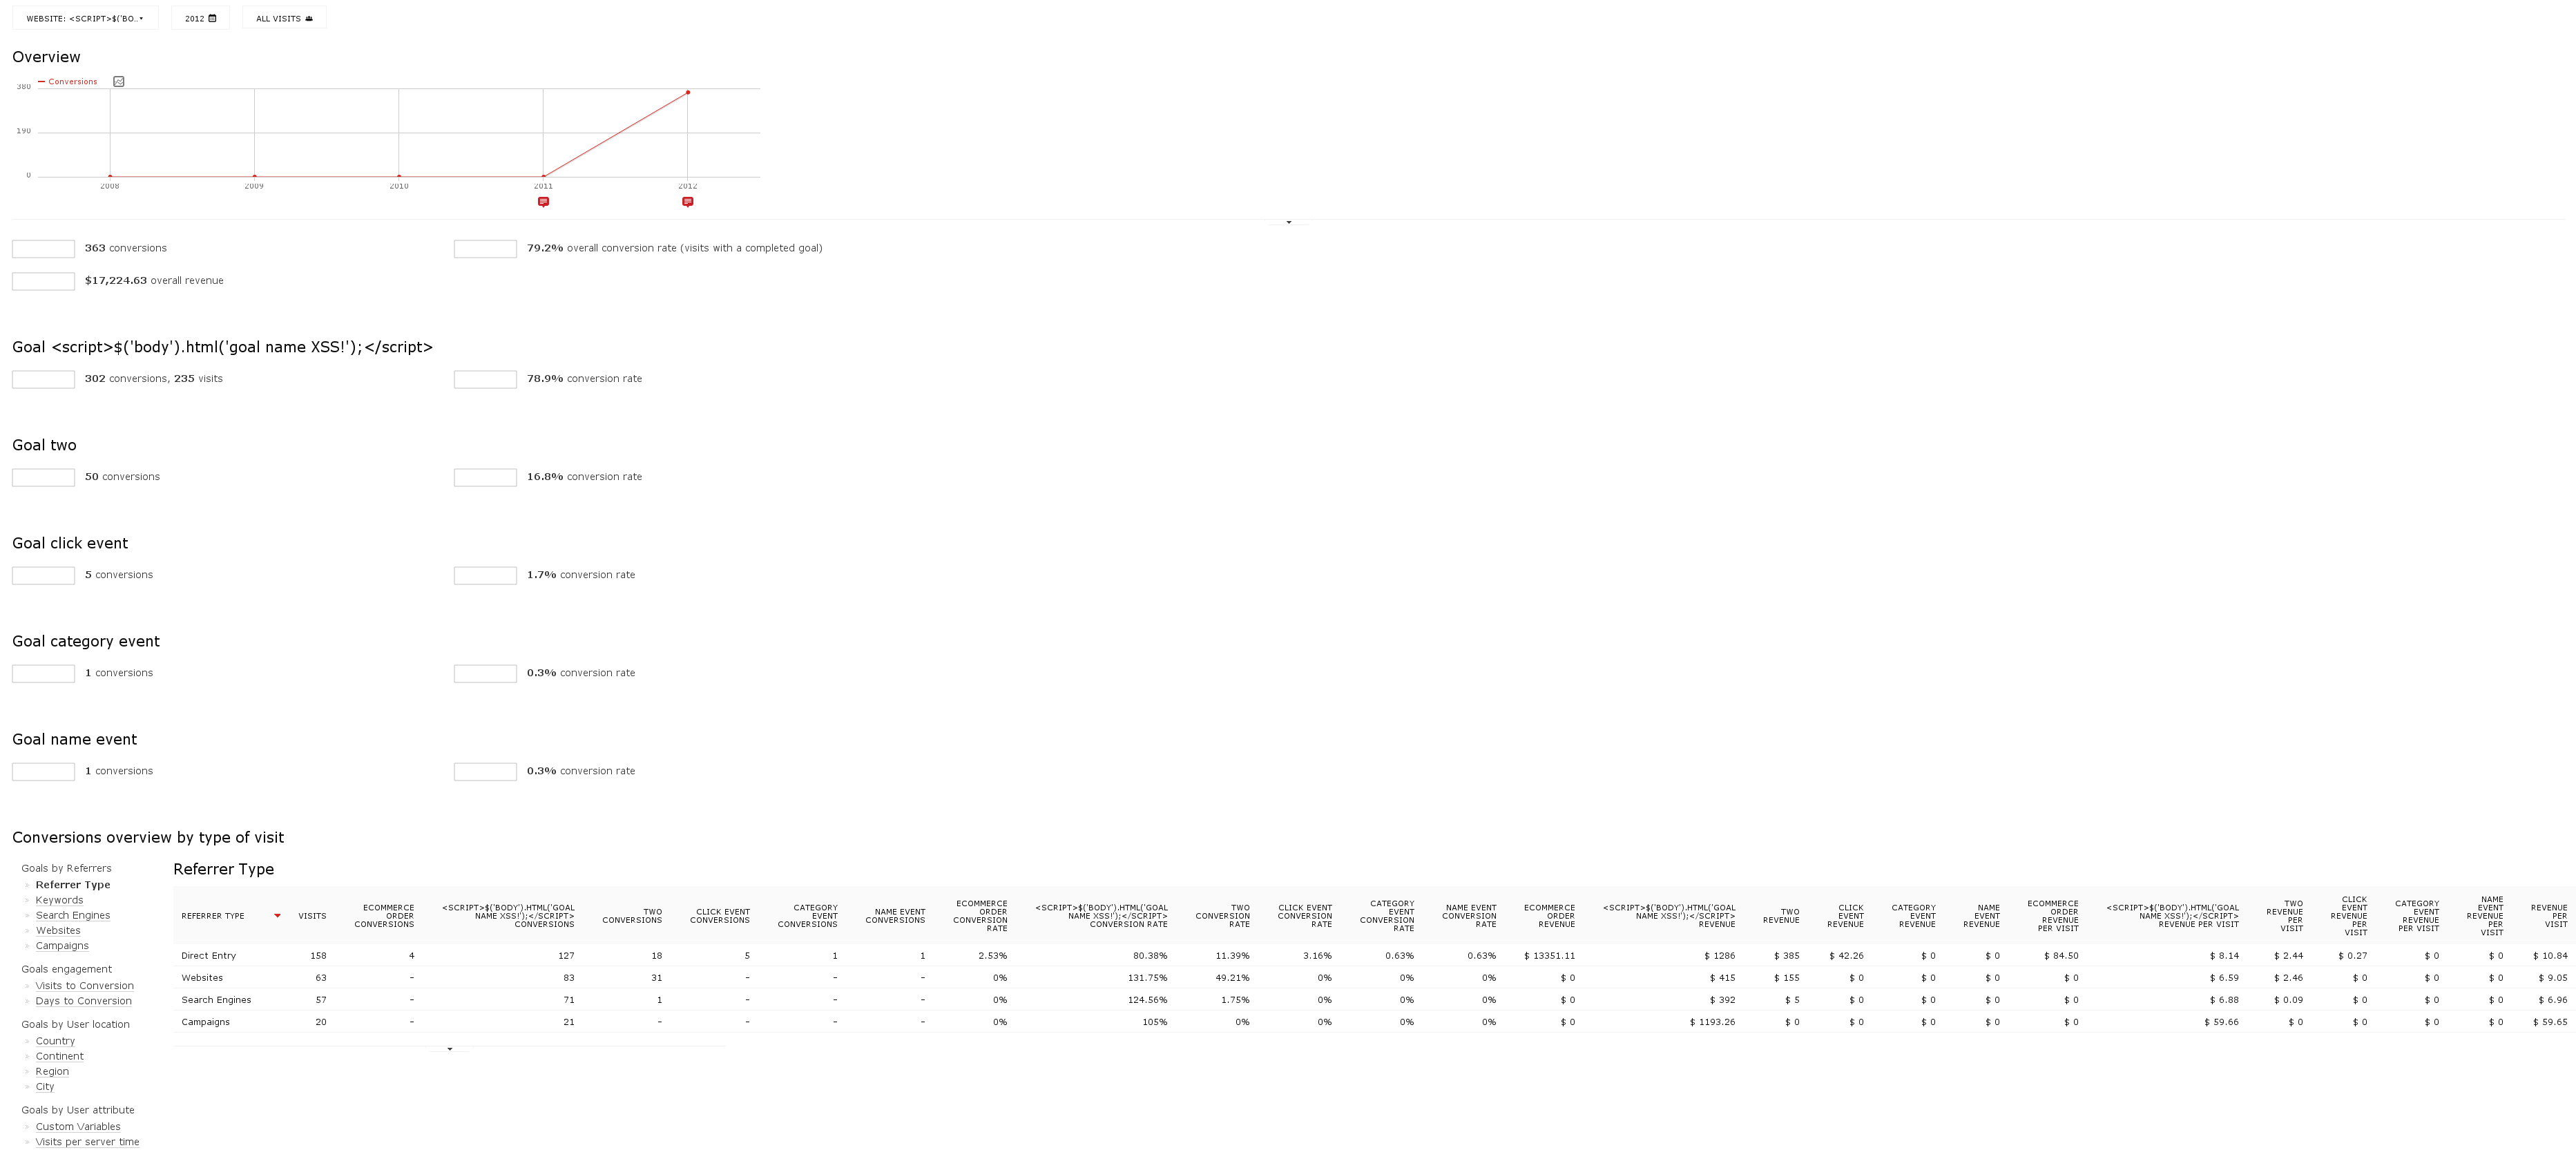 WEBSITE: <SCRIPT>$('BO.. 2012 ALL VISITS
Overview
Conversions
380
190
0
2008 2009 2010 2011 2012
363 conversions 79.2% overall conversion rate (visits with a completed goal)
$17,224.63 overall revenue
Goal <script>$('body').html('goal name XSS!');</script>
302 conversions, 235 visits 78.9% conversion rate
Goal two
50 conversions 16.8% conversion rate
Goal click event
5 conversions 1.7% conversion rate
Goal category event
1 conversions 0.3% conversion rate
Goal name event
1 conversions 0.3% conversion rate
Conversions overview by type of visit
Goals by Referrers
Referrer Type
Keywords
Search Engines
Websites
Campaigns
Goals engagement
Visits to Conversion
Days to Conversion
Goals by User location
Country
Continent
Region
City
Goals by User attribute
Custom Variables
Visits per server time
Referrer Type
REFERRER TYPE VISITS ECOMMERCE ORDER CONVERSIONS <SCRIPT>$('BODY').HTML('GOAL NAME XSS!');</SCRIPT> CONVERSIONS TWO CONVERSIONS CLICK EVENT CONVERSIONS CATEGORY EVENT CONVERSIONS NAME EVENT CONVERSIONS ECOMMERCE ORDER CONVERSION RATE <SCRIPT>$('BODY').HTML('GOAL NAME XSS!');</SCRIPT> CONVERSION RATE TWO CONVERSION RATE CLICK EVENT CONVERSION RATE CATEGORY EVENT CONVERSION RATE NAME EVENT CONVERSION RATE ECOMMERCE ORDER REVENUE <SCRIPT>$('BODY').HTML('GOAL NAME XSS!');</SCRIPT> REVENUE TWO REVENUE CLICK EVENT REVENUE CATEGORY EVENT REVENUE NAME EVENT REVENUE ECOMMERCE ORDER REVENUE PER VISIT <SCRIPT>$('BODY').HTML('GOAL NAME XSS!');</SCRIPT> REVENUE PER VISIT TWO REVENUE PER VISIT CLICK EVENT REVENUE PER VISIT CATEGORY EVENT REVENUE PER VISIT NAME EVENT REVENUE PER VISIT REVENUE PER VISIT
Direct Entry 158 4 127 18 5 1 1 2.53% 80.38% 11.39% 3.16% 0.63% 0.63% $ 13351.11 $ 1286 $ 385 $ 42.26 $ 0 $ 0 $ 84.50 $ 8.14 $ 2.44 $ 0.27 $ 0 $ 0 $ 10.84
Websites 63 - 83 31 - - - 0% 131.75% 49.21% 0% 0% 0% $ 0 $ 415 $ 155 $ 0 $ 0 $ 0 $ 0 $ 6.59 $ 2.46 $ 0 $ 0 $ 0 $ 9.05
Search Engines 57 - 71 1 - - - 0% 124.56% 1.75% 0% 0% 0% $ 0 $ 392 $ 5 $ 0 $ 0 $ 0 $ 0 $ 6.88 $ 0.09 $ 0 $ 0 $ 0 $ 6.96
Campaigns 20 - 21 - - - - 0% 105% 0% 0% 0% 0% $ 0 $ 1193.26 $ 0 $ 0 $ 0 $ 0 $ 0 $ 59.66 $ 0 $ 0 $ 0 $ 0 $ 59.65